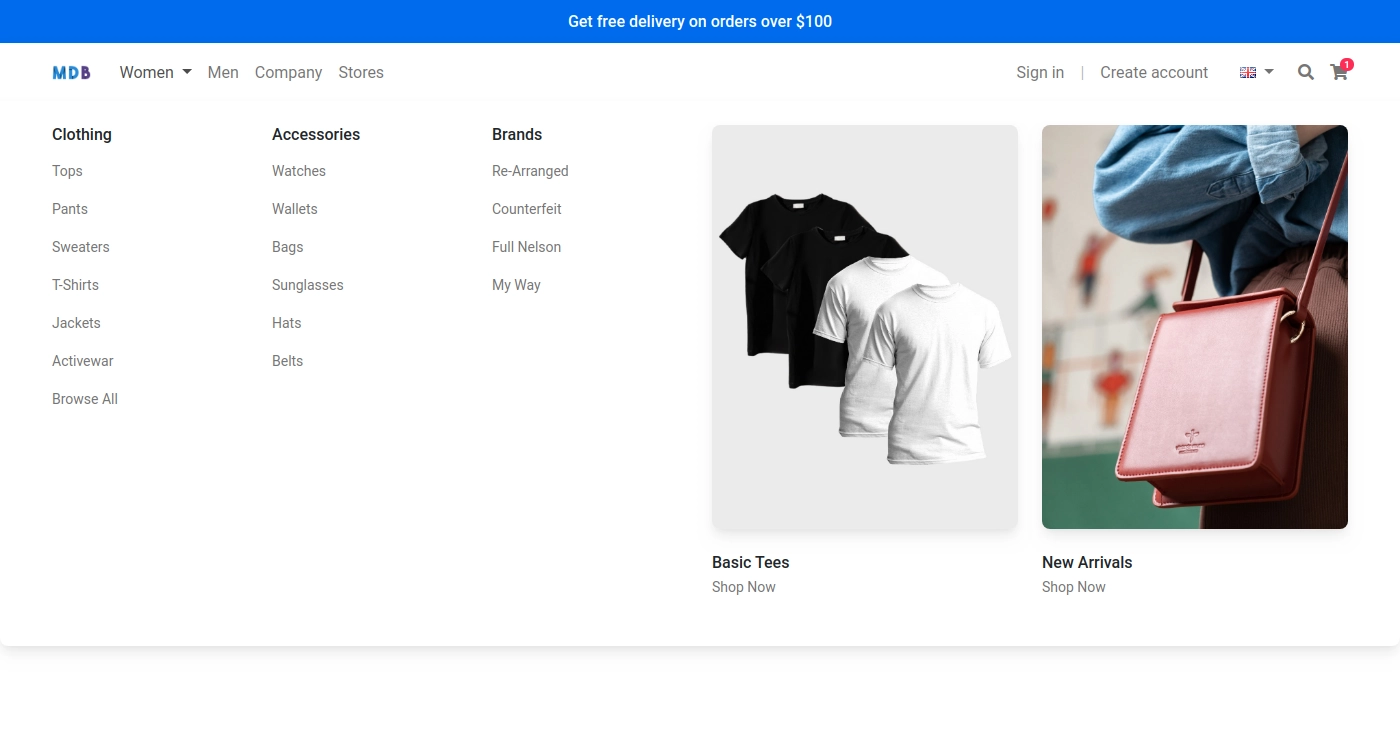 Get free delivery on orders over $100
MDB Women Men Company Stores Sign in | Create account 1
Clothing
Tops
Pants
Sweaters
T-Shirts
Jackets
Activewear
Browse All
Accessories
Watches
Wallets
Bags
Sunglasses
Hats
Belts
Brands
Re-Arranged
Counterfeit
Full Nelson
My Way
Basic Tees
Shop Now
New Arrivals
Shop Now